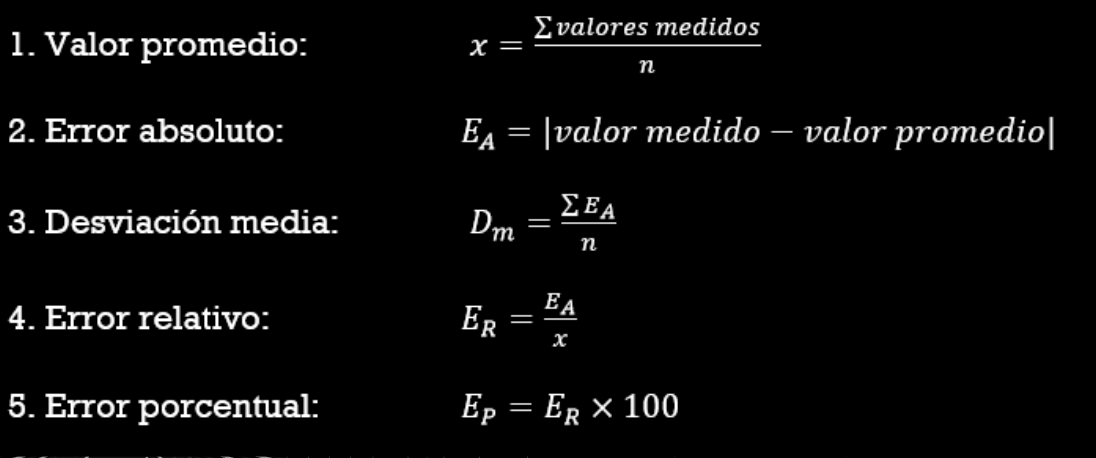 1. Valor promedio: x = Σvalores medidos / n
2. Error absoluto: E_A = |valor medido − valor promedio|
3. Desviación media: D_m = Σ E_A / n
4. Error relativo: E_R = E_A / x
5. Error porcentual: E_P = E_R × 100